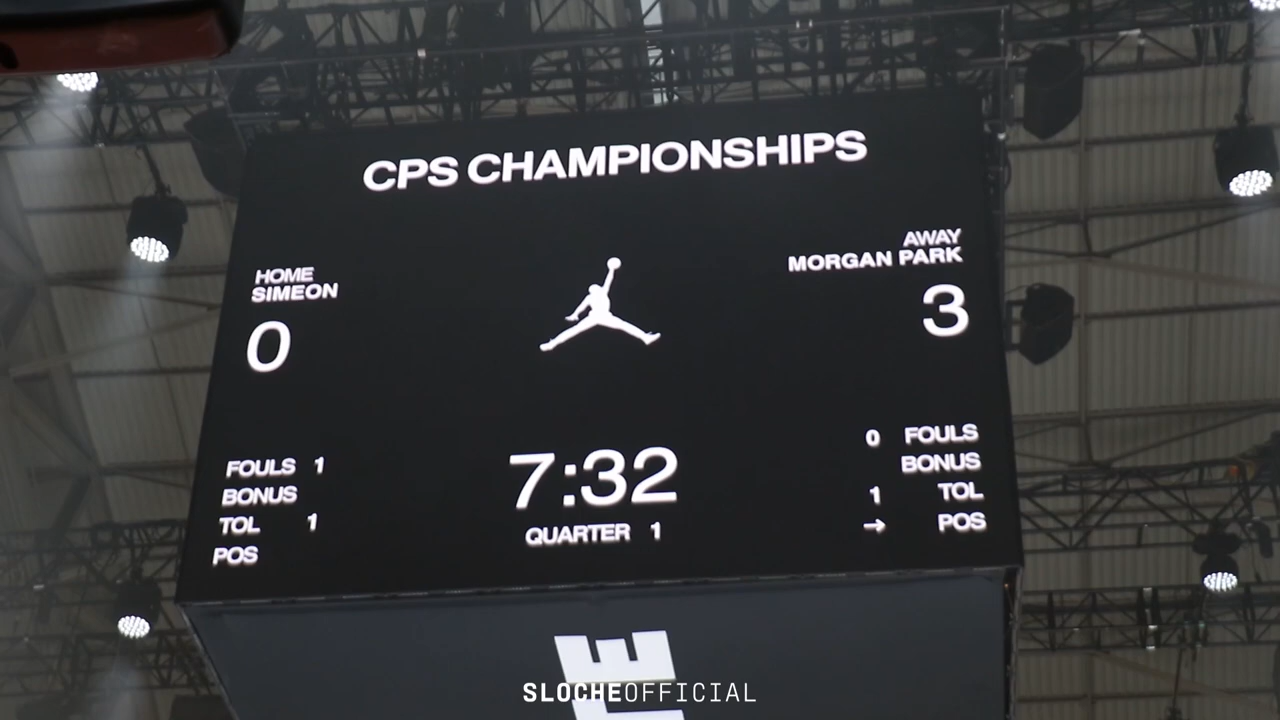 CPS CHAMPIONSHIPS
HOME
SIMEON
0
AWAY
MORGAN PARK
3
FOULS 1
BONUS
TOL 1
POS
7:32
QUARTER 1
0 FOULS
BONUS
1 TOL
→ POS
SLOCHEOFFICIAL